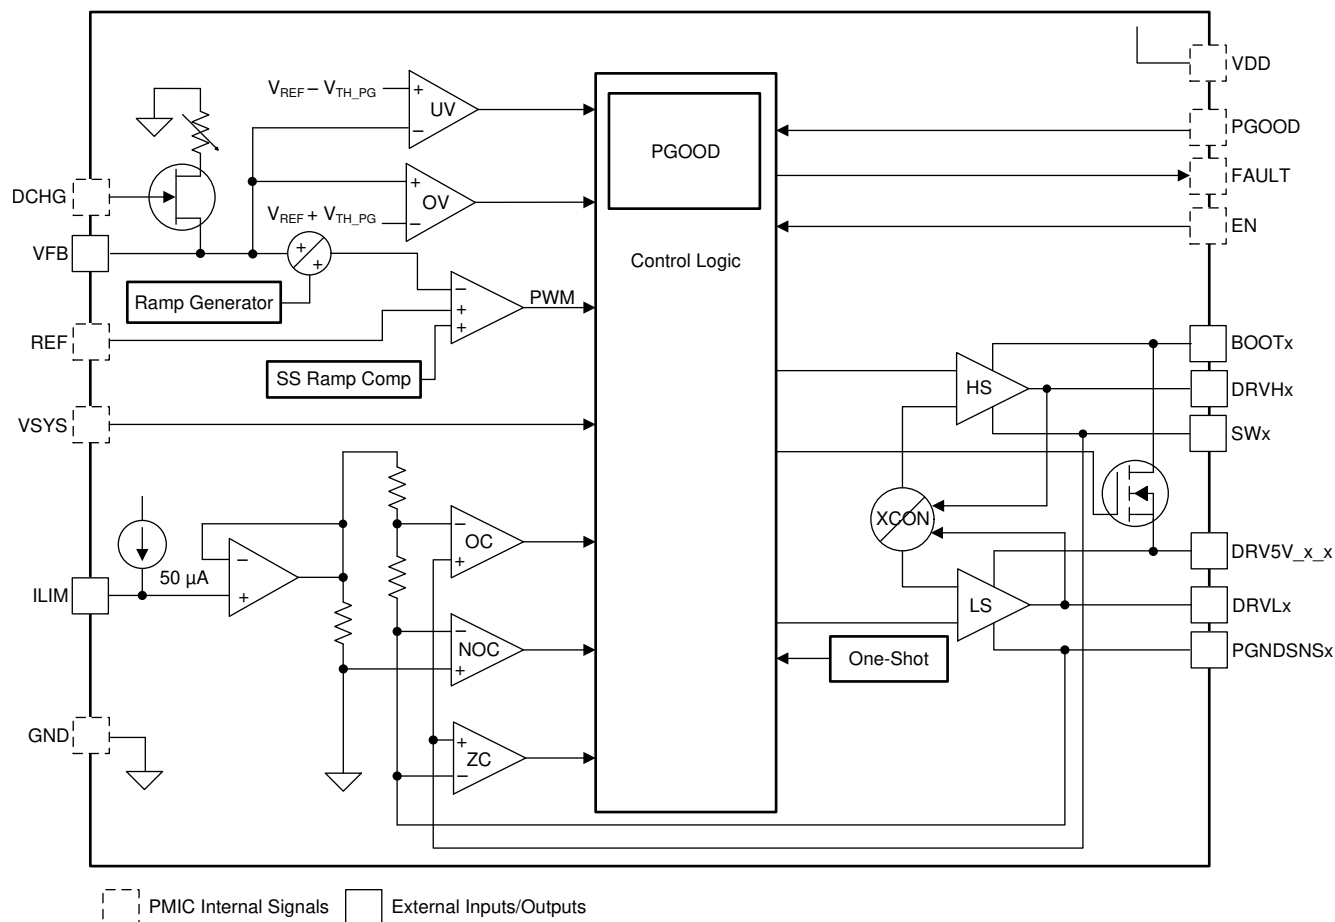 VDD
V_REF – V_TH_PG
+
UV
−
PGOOD
PGOOD
FAULT
DCHG
+
OV
V_REF + V_TH_PG
−
EN
VFB
+
+
Control Logic
Ramp Generator
−
PWM
+
+
REF
BOOTx
SS Ramp Comp
HS
DRVHx
VSYS
SWx
−
OC
+
XCON
−
50 µA
+
DRV5V_x_x
ILIM
LS
DRVLx
−
NOC
+
One-Shot
PGNDSNSx
GND
+
ZC
−
PMIC Internal Signals
External Inputs/Outputs